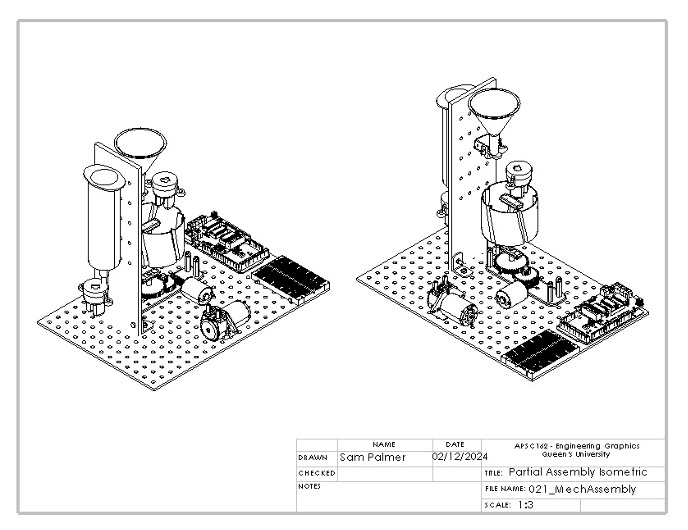 NAME DATE APSC162 - Engineering Graphics
Queen's University
DRAWN Sam Palmer 02/12/2024
CHECKED TITLE: Partial Assembly Isometric
NOTES FILE NAME: 021_MechAssembly
SCALE: 1:3